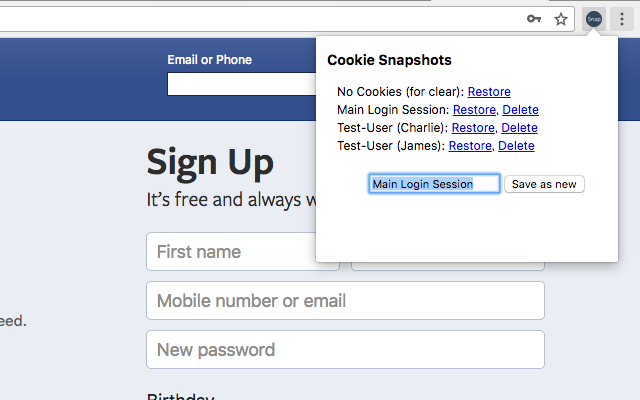 Snap
Email or Phone
Cookie Snapshots
No Cookies (for clear): Restore
Main Login Session: Restore, Delete
Test-User (Charlie): Restore, Delete
Test-User (James): Restore, Delete
Main Login Session Save as new
Sign Up
It's free and always w
First name
Mobile number or email
eed.
New password
Birthday